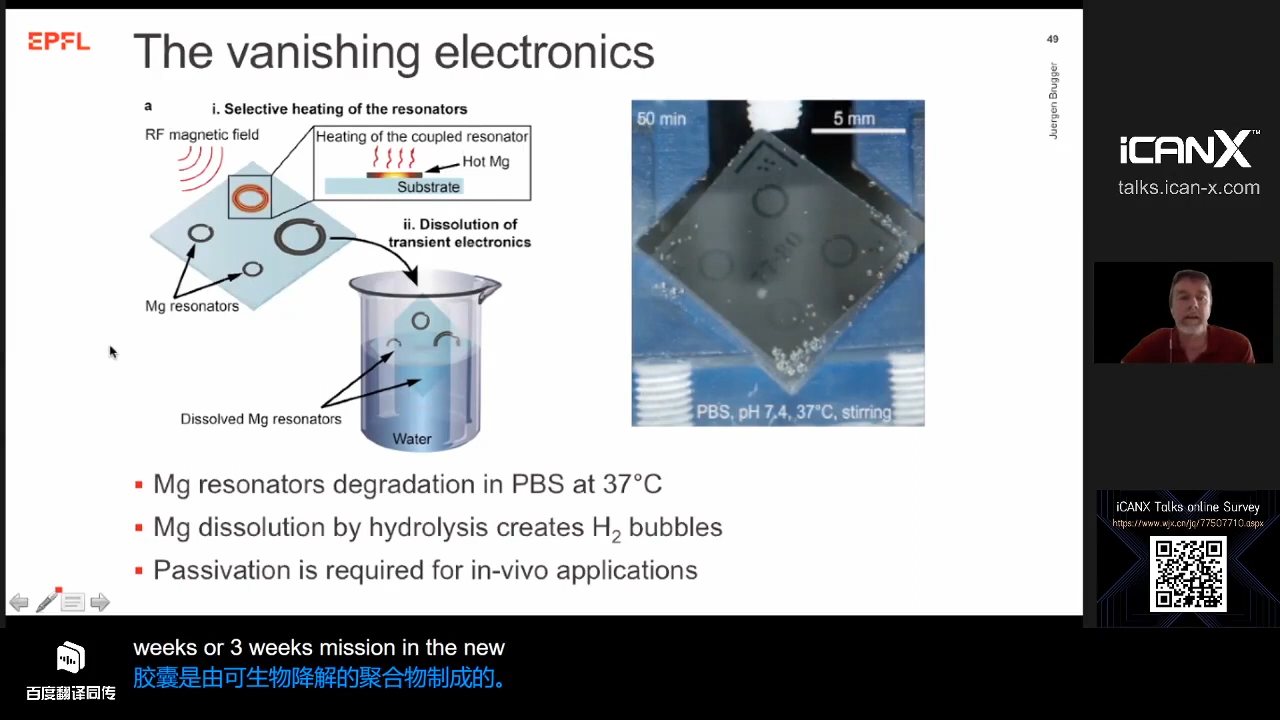 EPFL
The vanishing electronics
49
Juergen Brugger
a
i. Selective heating of the resonators
RF magnetic field
Heating of the coupled resonator
Hot Mg
Substrate
ii. Dissolution of
transient electronics
Mg resonators
Dissolved Mg resonators
Water
50 min
5 mm
PBS, pH 7.4, 37°C, stirring
Mg resonators degradation in PBS at 37°C
Mg dissolution by hydrolysis creates H₂ bubbles
Passivation is required for in-vivo applications
iCANX
talks.ican-x.com
iCANX Talks online Survey
https://www.wjx.cn/jq/77507710.aspx
weeks or 3 weeks mission in the new
胶囊是由可生物降解的聚合物制成的。
百度翻译同传